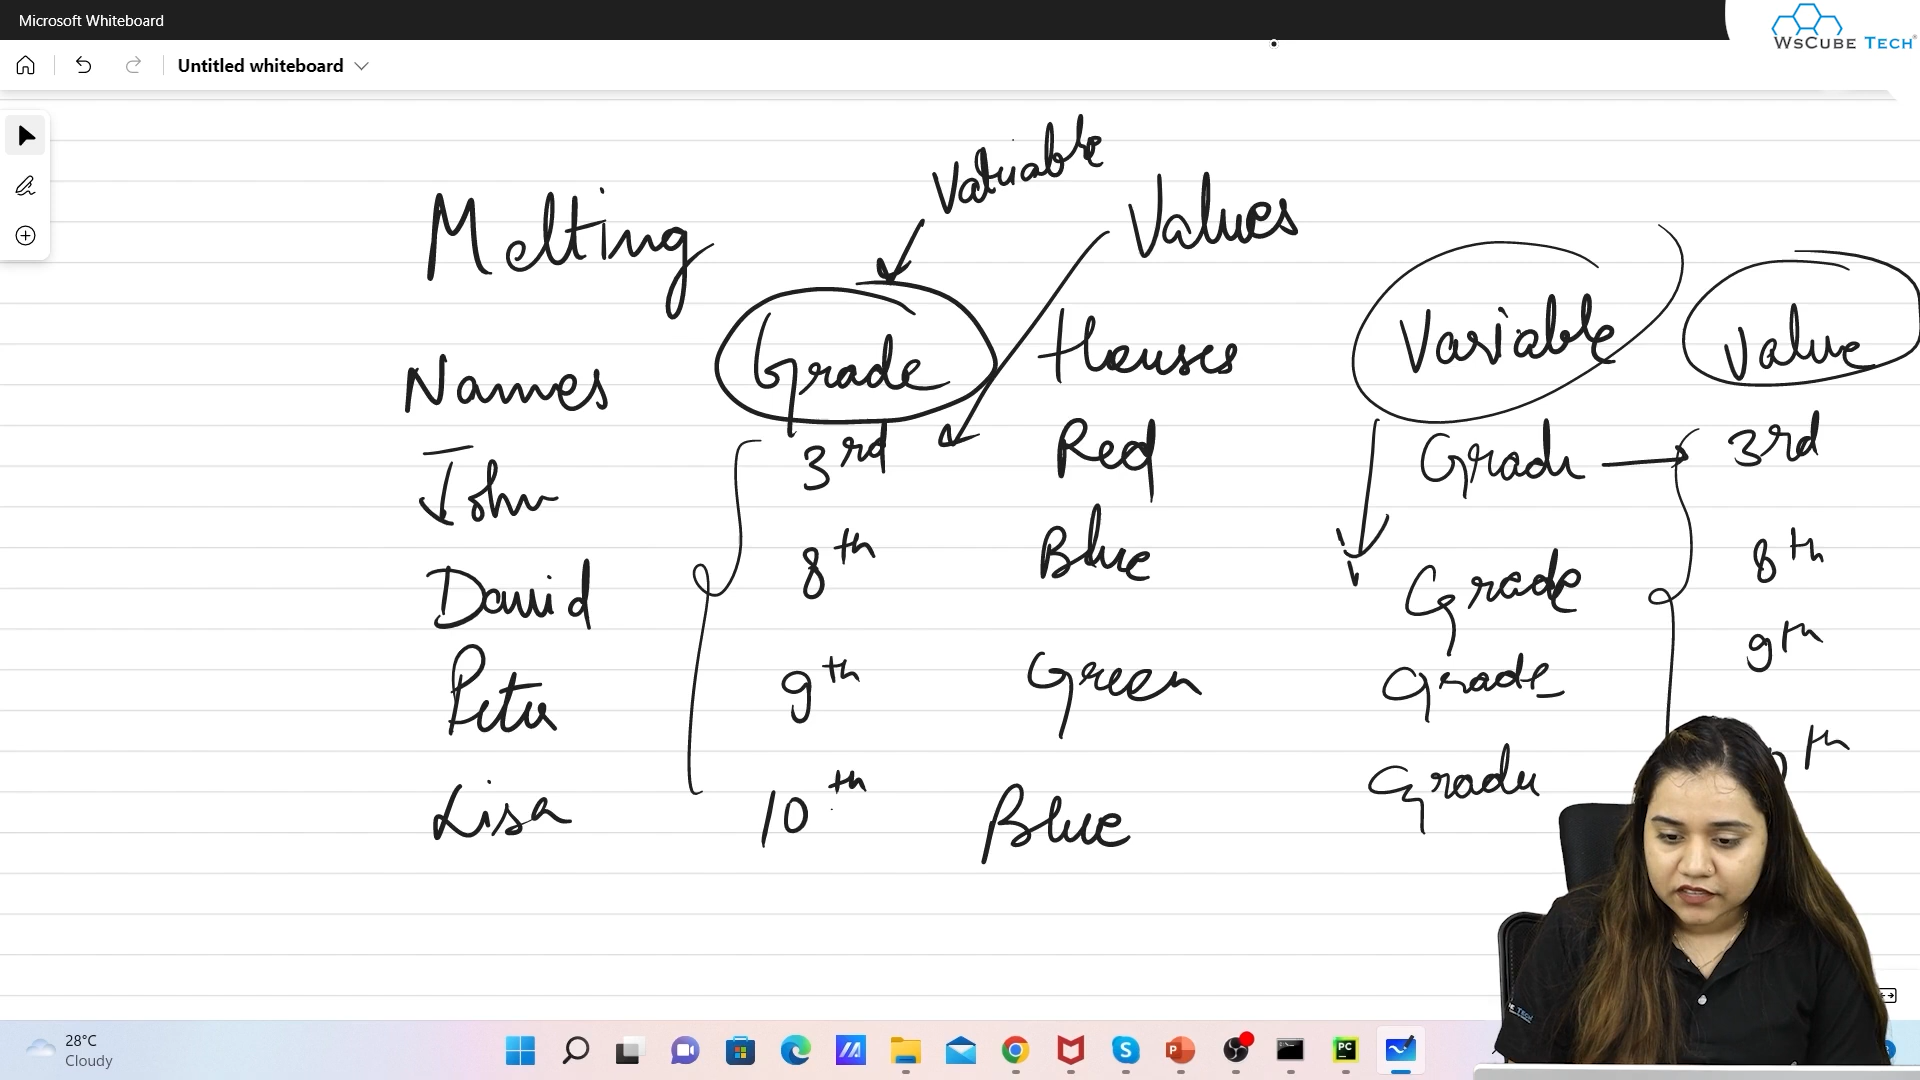 Microsoft Whiteboard
WsCube Tech
Untitled whiteboard
Variable
Melting
Values
Names Grade Houses Variable Value
John 3rd Red Grade 3rd
David 8th Blue Grade 8th
Peter 9th Green Grade 9th
Lisa 10th Blue Grade th
28°C
Cloudy